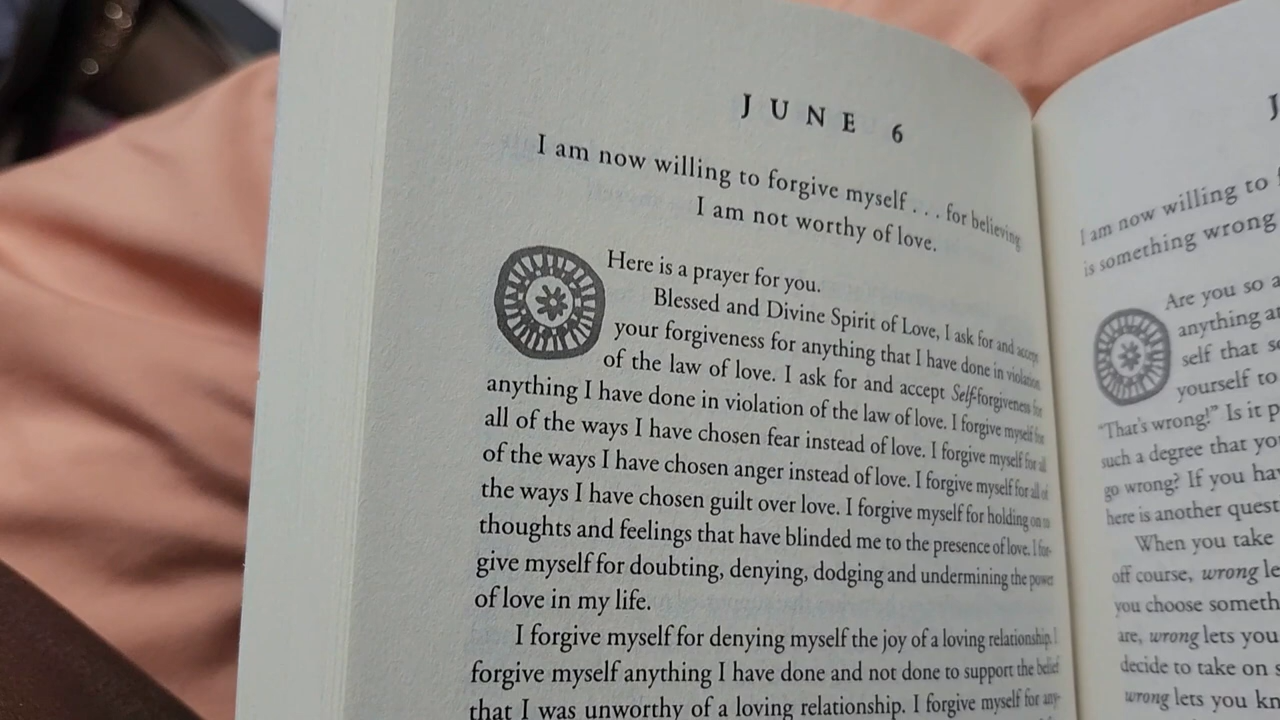 JUNE 6
I am now willing to forgive myself . . . for believing
I am not worthy of love.
Here is a prayer for you.
Blessed and Divine Spirit of Love, I ask for and accept
your forgiveness for anything that I have done in violation
of the law of love. I ask for and accept Self-forgiveness for
anything I have done in violation of the law of love. I forgive myself for
all of the ways I have chosen fear instead of love. I forgive myself for all
of the ways I have chosen anger instead of love. I forgive myself for all of
the ways I have chosen guilt over love. I forgive myself for holding on to
thoughts and feelings that have blinded me to the presence of love. I for-
give myself for doubting, denying, dodging and undermining the power
of love in my life.
I forgive myself for denying myself the joy of a loving relationship. I
forgive myself anything I have done and not done to support the belief
that I was unworthy of a loving relationship. I forgive myself for any-
J
I am now willing to
is something wrong
Are you so a
anything
self that
yourself to
"That's wrong!" Is it
such a degree that
go wrong? If you
here is another quest
When you take
off course, wrong le
you choose someth
are, wrong lets you
decide to take on
wrong lets you